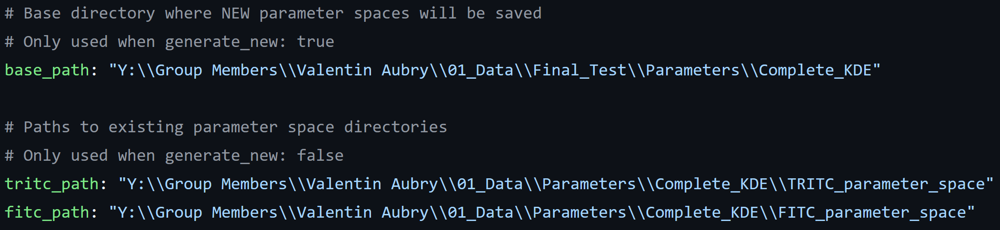 # Base directory where NEW parameter spaces will be saved
# Only used when generate_new: true
base_path: "Y:\\Group Members\\Valentin Aubry\\01_Data\\Final_Test\\Parameters\\Complete_KDE"
# Paths to existing parameter space directories
# Only used when generate_new: false
tritc_path: "Y:\\Group Members\\Valentin Aubry\\01_Data\\Parameters\\Complete_KDE\\TRITC_parameter_space"
fitc_path: "Y:\\Group Members\\Valentin Aubry\\01_Data\\Parameters\\Complete_KDE\\FITC_parameter_space"